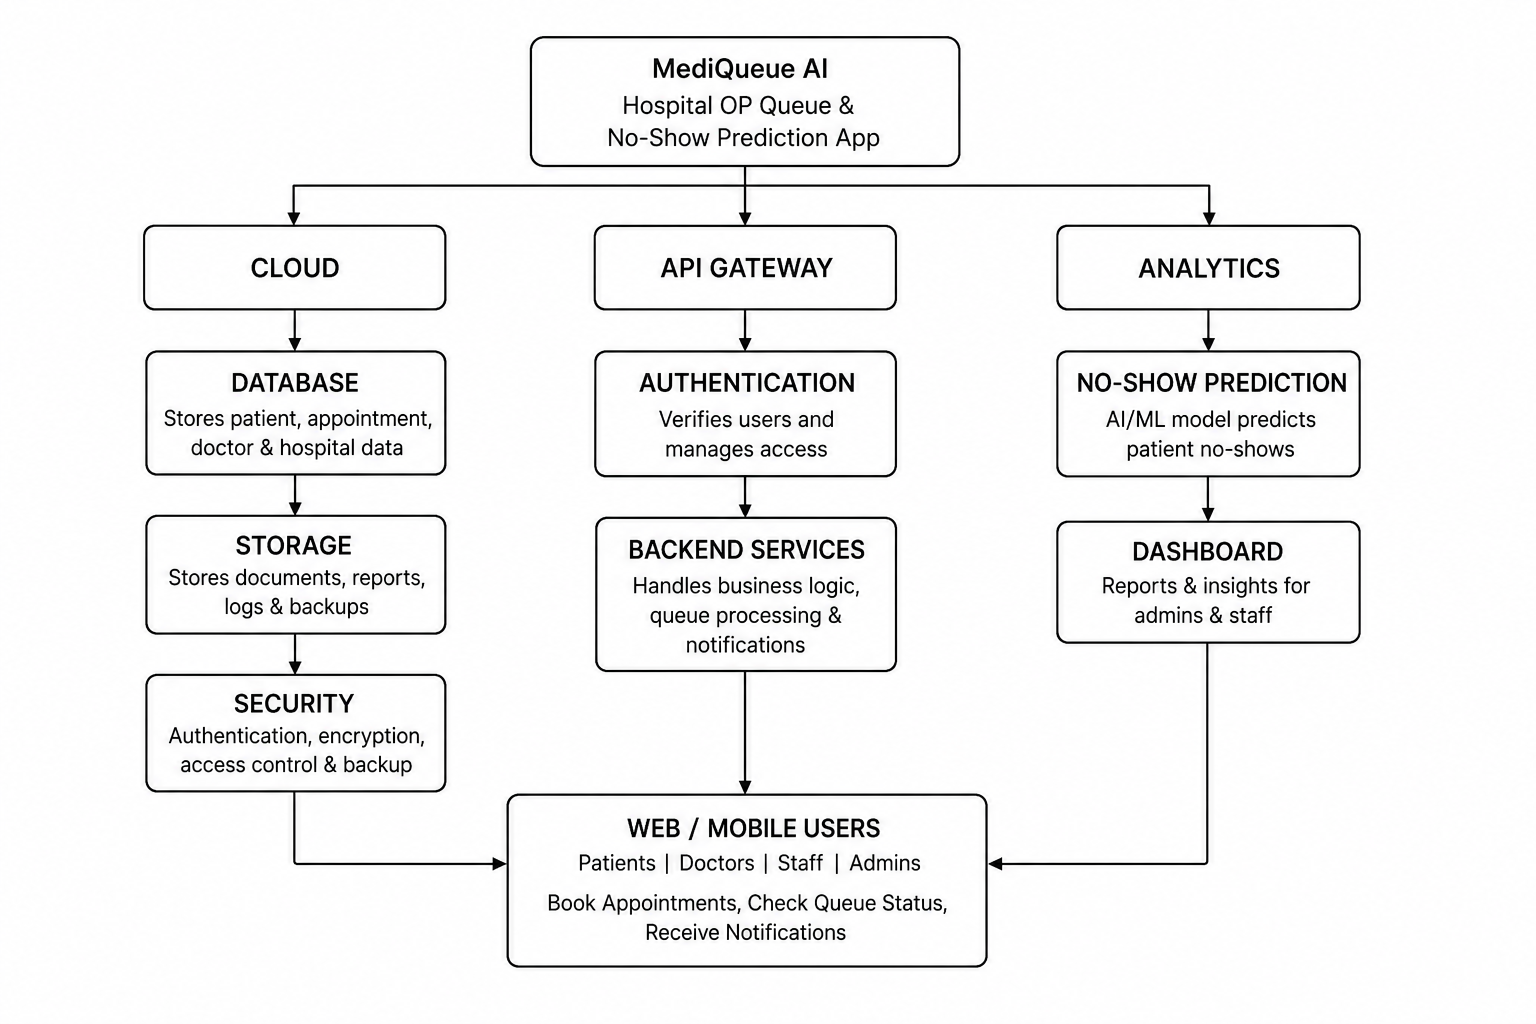 MediQueue AI
Hospital OP Queue &
No-Show Prediction App
CLOUD
API GATEWAY
ANALYTICS
DATABASE
Stores patient, appointment,
doctor & hospital data
AUTHENTICATION
Verifies users and
manages access
NO-SHOW PREDICTION
AI/ML model predicts
patient no-shows
STORAGE
Stores documents, reports,
logs & backups
BACKEND SERVICES
Handles business logic,
queue processing &
notifications
DASHBOARD
Reports & insights for
admins & staff
SECURITY
Authentication, encryption,
access control & backup
WEB / MOBILE USERS
Patients | Doctors | Staff | Admins
Book Appointments, Check Queue Status,
Receive Notifications